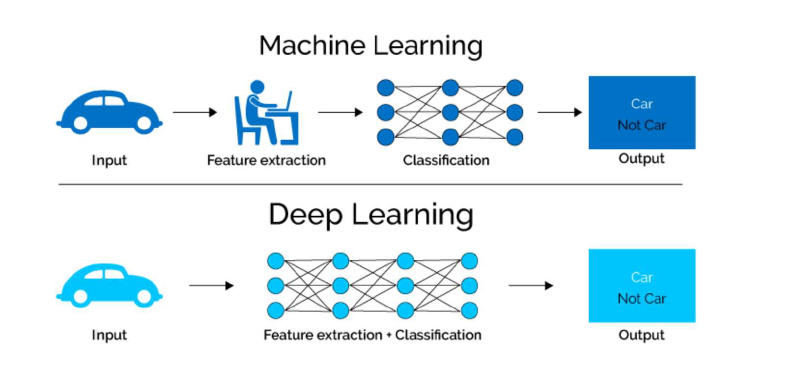 Machine Learning
Input
Feature extraction
Classification
Car
Not Car
Output
Deep Learning
Input
Feature extraction + Classification
Car
Not Car
Output